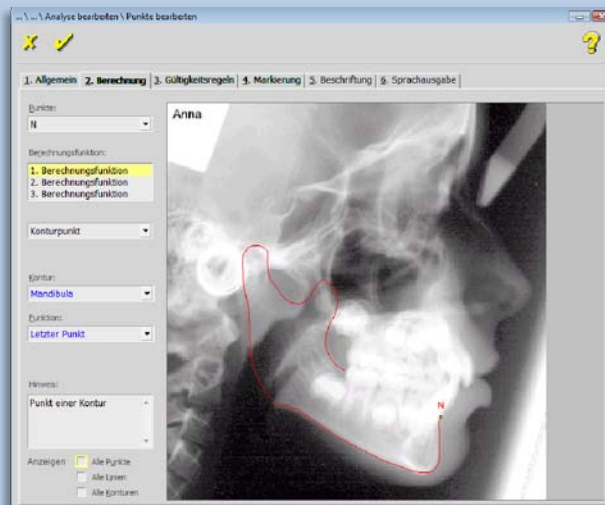 ...\ ...\ Analyse bearbeiten \ Punkte bearbeiten
?
1. Allgemein 2. Berechnung 3. Gültigkeitsregeln 4. Markierung 5. Beschriftung 6. Sprachausgabe
Punkte:
N
Berechnungsfunktion:
1. Berechnungsfunktion
2. Berechnungsfunktion
3. Berechnungsfunktion
Konturpunkt
Kontur:
Mandibula
Funktion:
Letzter Punkt
Hinweis:
Punkt einer Kontur
Anzeigen
Alle Punkte
Alle Linien
Alle Konturen
Anna
N